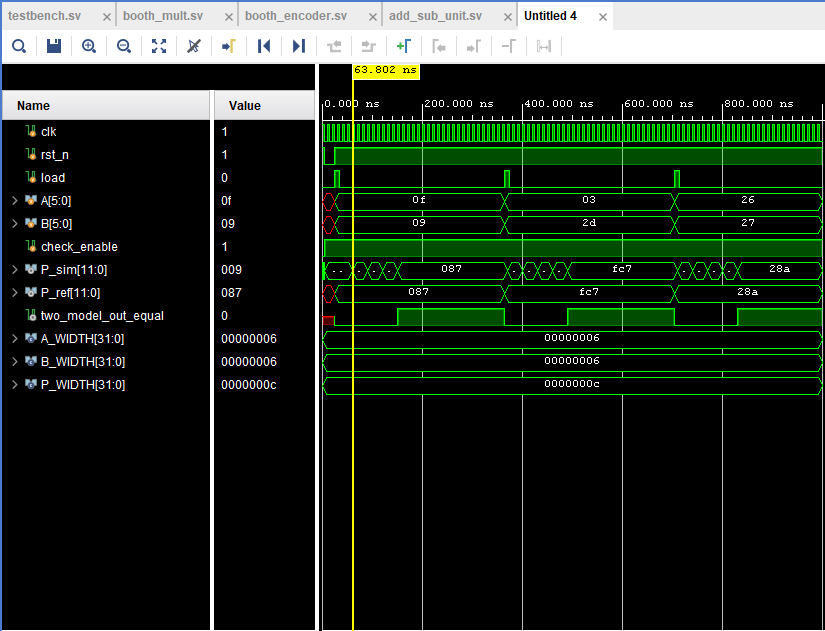 testbench.sv × booth_mult.sv × booth_encoder.sv × add_sub_unit.sv × Untitled 4 ×
63.802 ns
0.000 ns 200.000 ns 400.000 ns 600.000 ns 800.000 ns
Name Value
clk 1
rst_n 1
load 0
A[5:0] 0f 0f 03 26
B[5:0] 09 09 2d 27
check_enable 1
P_sim[11:0] 009 087 fc7 28a
P_ref[11:0] 087 087 fc7 28a
two_model_out_equal 0
A_WIDTH[31:0] 00000006 00000006
B_WIDTH[31:0] 00000006 00000006
P_WIDTH[31:0] 0000000c 0000000c